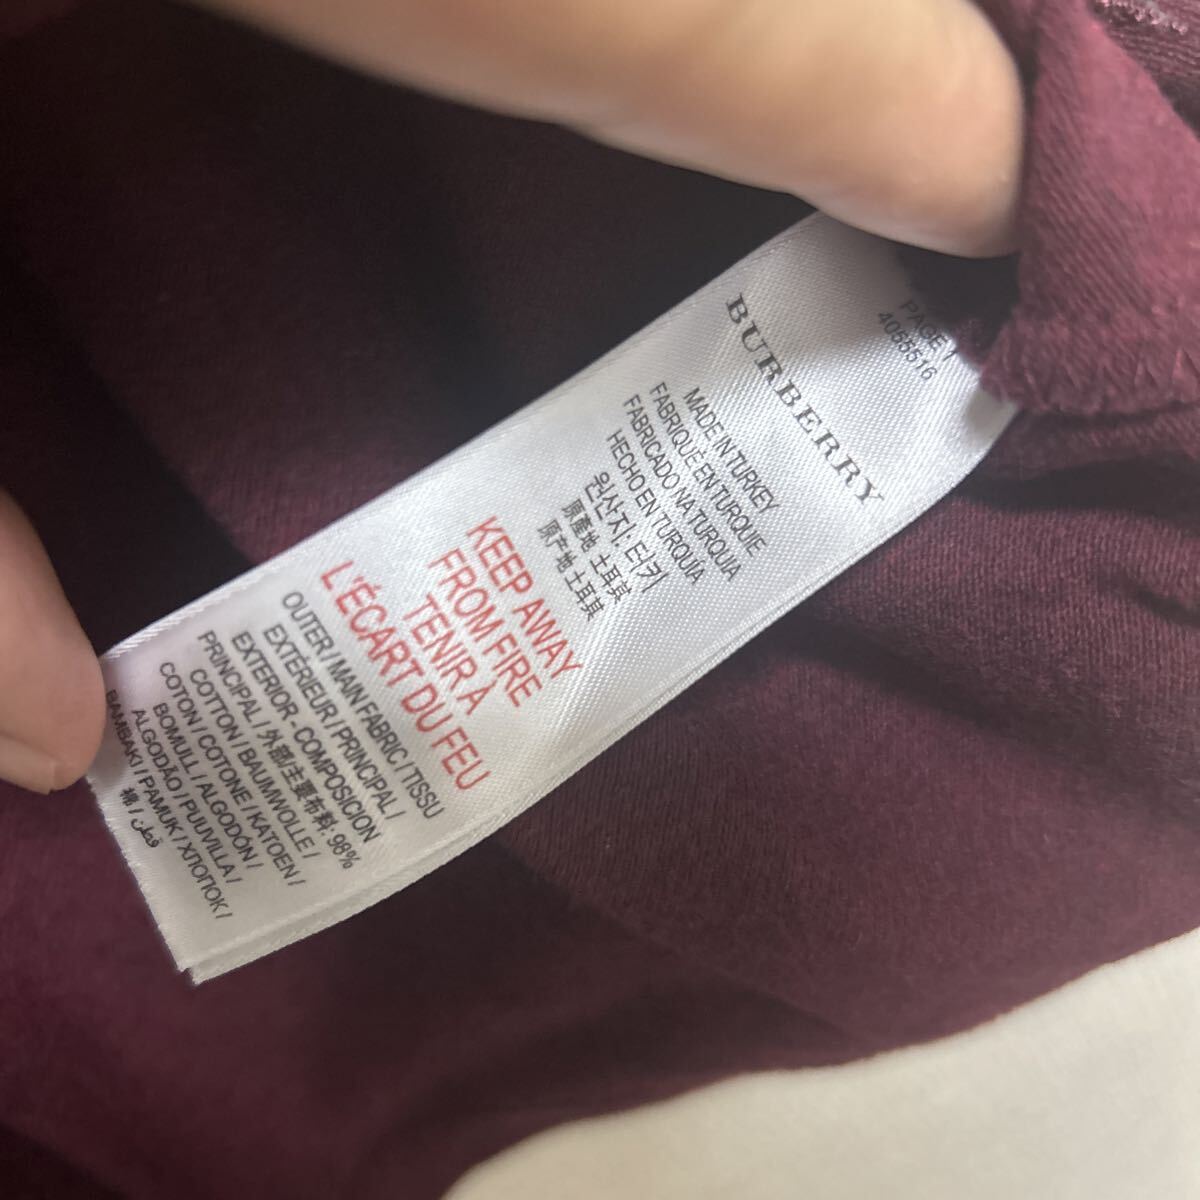 PAGE 1
4055516
BURBERRY
MADE IN TURKEY
FABRIQUÉ EN TURQUIE
FABRICADO NA TURQUIA
HECHO EN TURQUIA
원산지: 터키
原產地 土耳其
原产地 土耳其
KEEP AWAY
FROM FIRE
TENIR À
L'ÉCART DU FEU
OUTER / MAIN FABRIC / TISSU
EXTÉRIEUR / PRINCIPAL /
EXTERIOR - COMPOSICION
PRINCIPAL / 外部/主要布料: 98%
COTTON / BAUMWOLLE /
COTON / COTONE / KATOEN /
BOMULL / ALGODÓN /
ALGODÃO / PUUVILLA /
BAMBAKI / PAMUK / ХЛОПОК /
棉 / قطن /